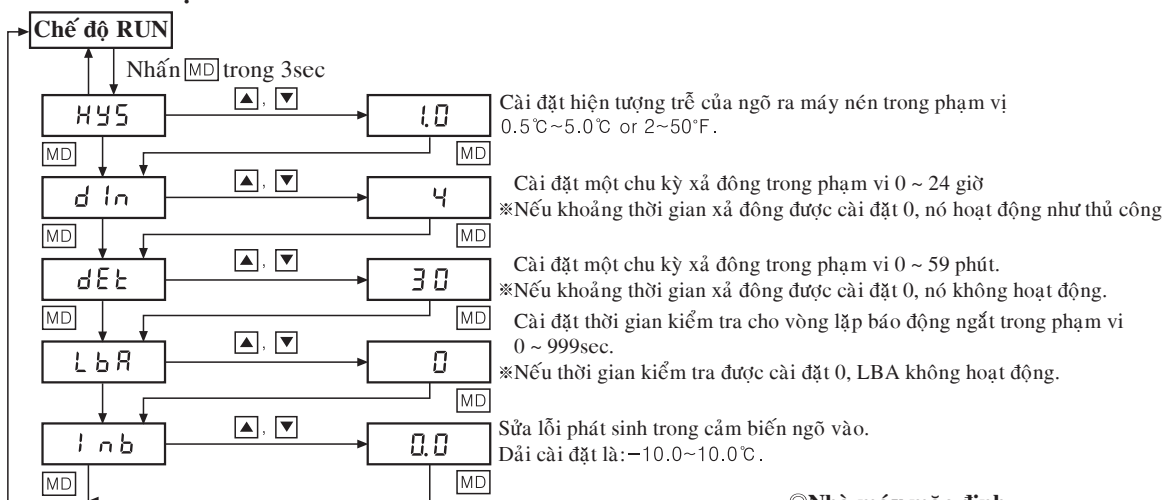 Chế độ RUN
Nhấn MD trong 3sec
HYS
▲, ▼
1.0
Cài đặt hiện tượng trễ của ngõ ra máy nén trong phạm vị
0.5℃~5.0℃ or 2~50°F.
MD
MD
dIn
▲, ▼
4
Cài đặt một chu kỳ xả đông trong phạm vi 0 ~ 24 giờ
※Nếu khoảng thời gian xả đông được cài đặt 0, nó hoạt động như thủ công
MD
MD
dEt
▲, ▼
30
Cài đặt một chu kỳ xả đông trong phạm vi 0 ~ 59 phút.
※Nếu khoảng thời gian xả đông được cài đặt 0, nó không hoạt động.
MD
MD
LbA
▲, ▼
0
Cài đặt thời gian kiểm tra cho vòng lặp báo động ngắt trong phạm vi
0 ~ 999sec.
※Nếu thời gian kiểm tra được cài đặt 0, LBA không hoạt động.
MD
Inb
▲, ▼
0.0
Sửa lỗi phát sinh trong cảm biến ngõ vào.
Dải cài đặt là:−10.0~10.0℃.
MD
MD